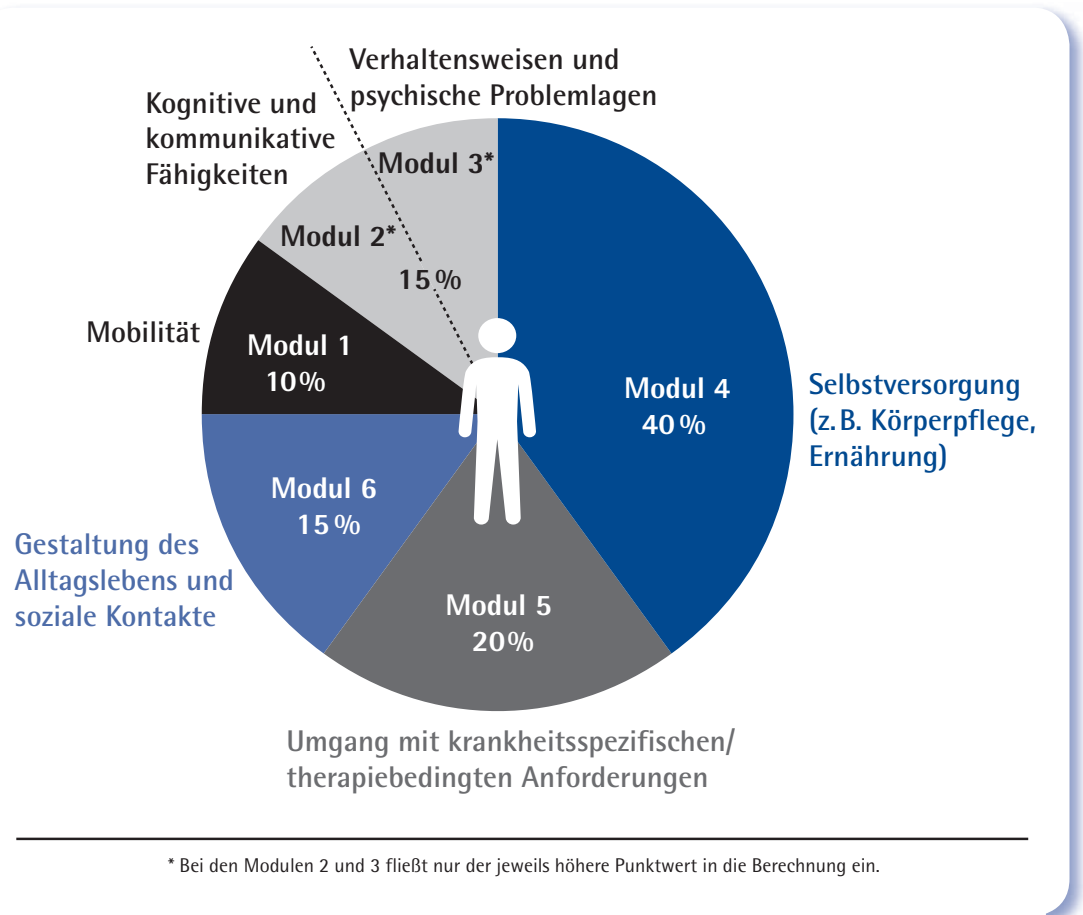 Verhaltensweisen und
psychische Problemlagen
Kognitive und
kommunikative
Fähigkeiten
Modul 3*
Modul 2*
15%
Mobilität
Modul 1
10%
Modul 4
40%
Selbstversorgung
(z.B. Körperpflege,
Ernährung)
Modul 6
15%
Gestaltung des
Alltagslebens und
soziale Kontakte
Modul 5
20%
Umgang mit krankheitsspezifischen/
therapiebedingten Anforderungen
* Bei den Modulen 2 und 3 fließt nur der jeweils höhere Punktwert in die Berechnung ein.